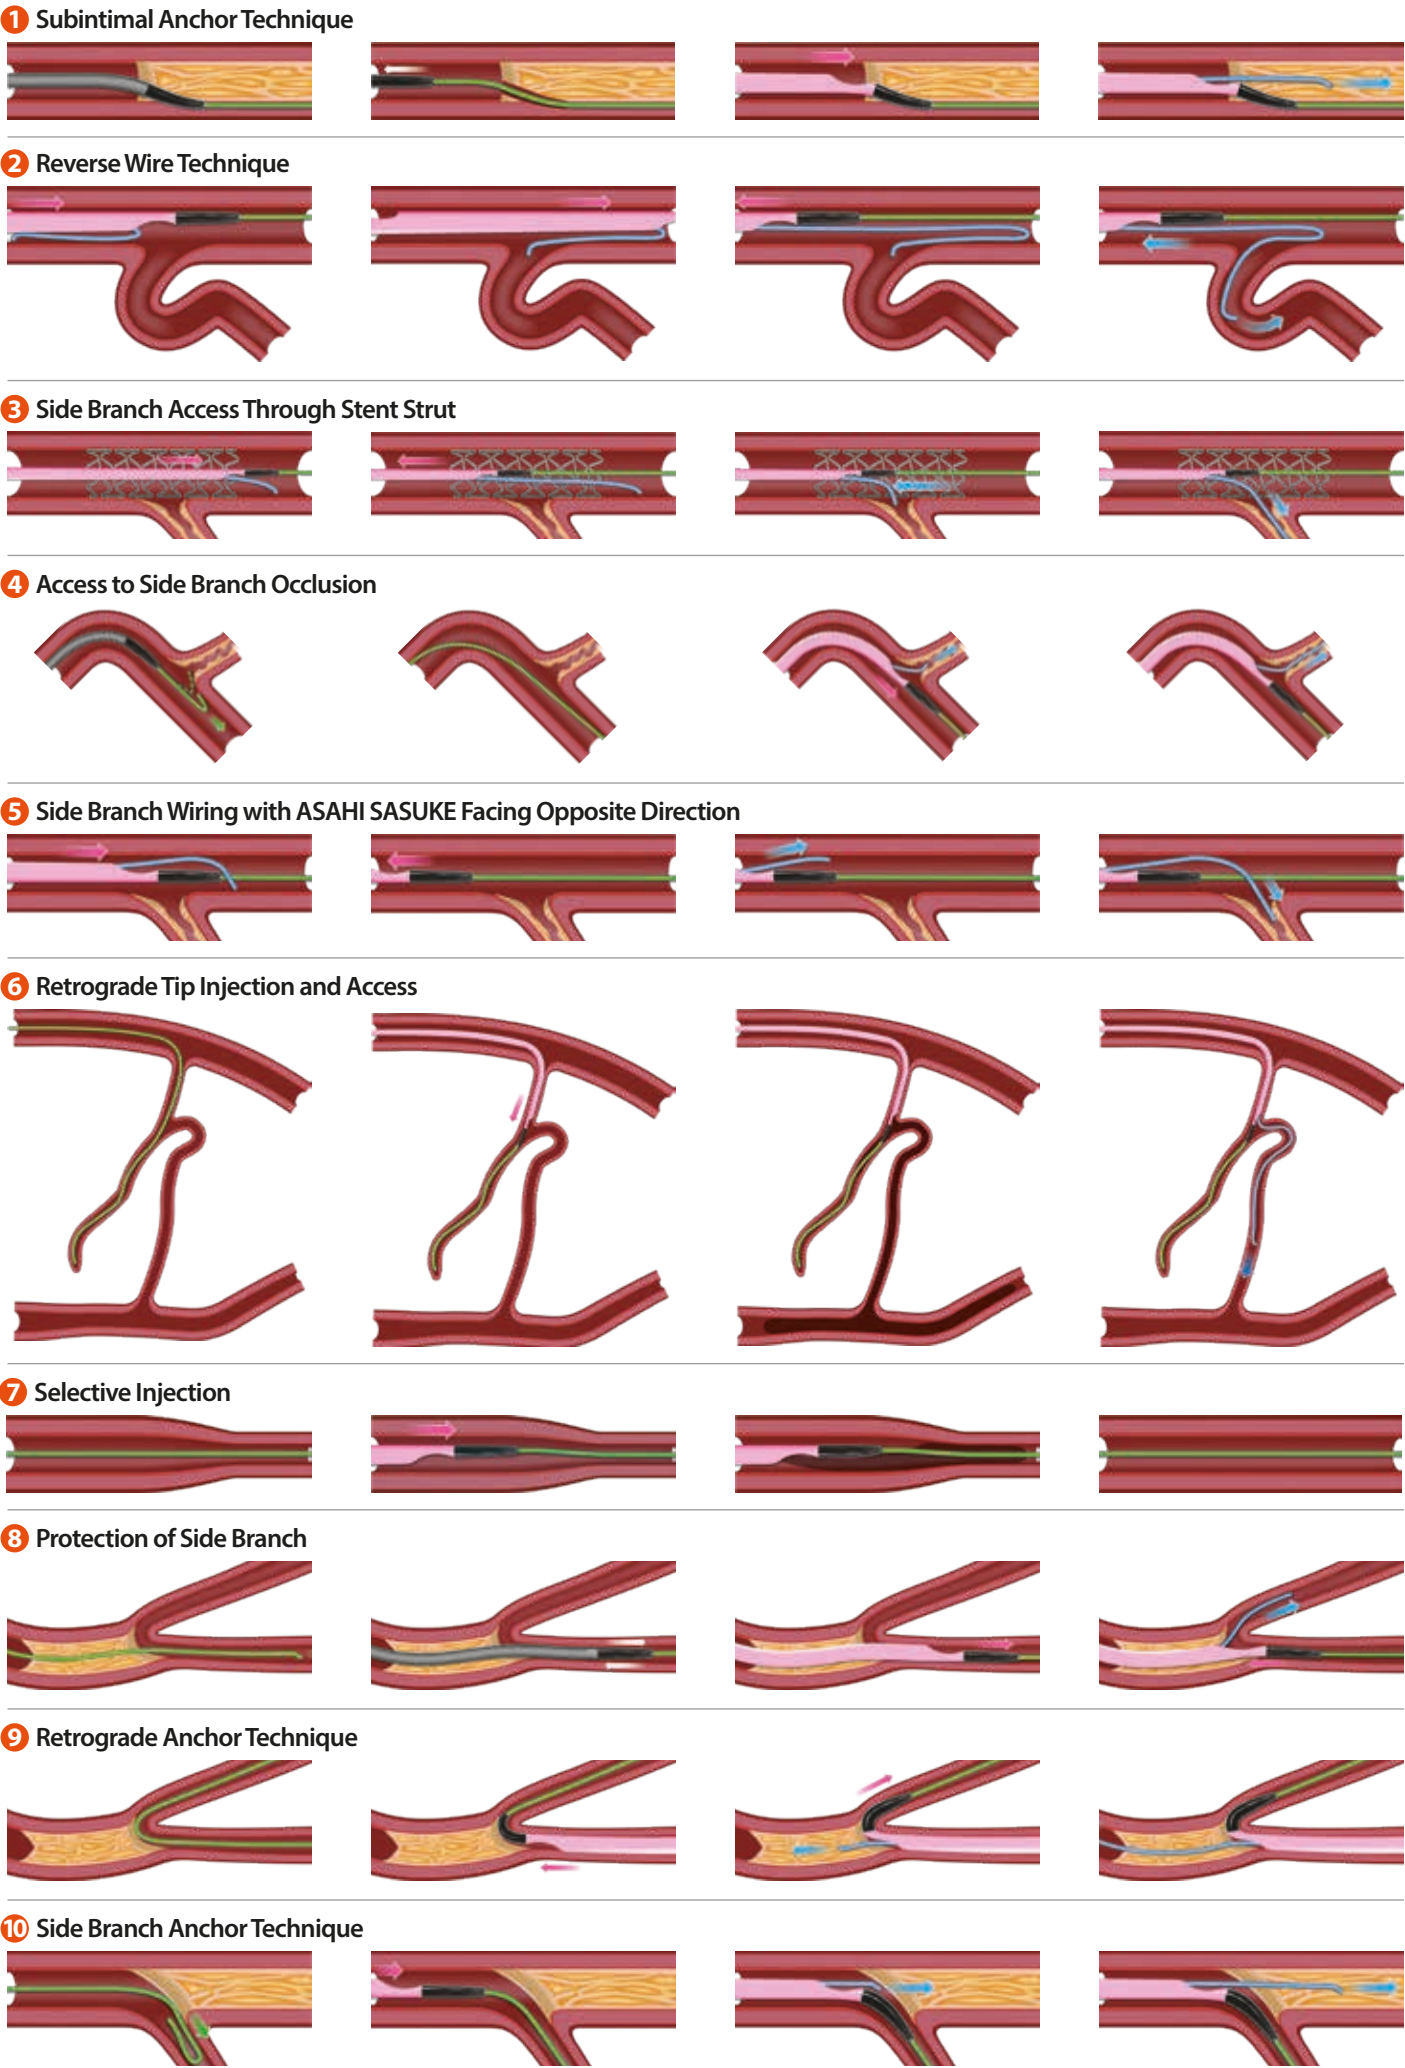 1 Subintimal Anchor Technique
2 Reverse Wire Technique
3 Side Branch Access Through Stent Strut
4 Access to Side Branch Occlusion
5 Side Branch Wiring with ASAHI SASUKE Facing Opposite Direction
6 Retrograde Tip Injection and Access
7 Selective Injection
8 Protection of Side Branch
9 Retrograde Anchor Technique
10 Side Branch Anchor Technique